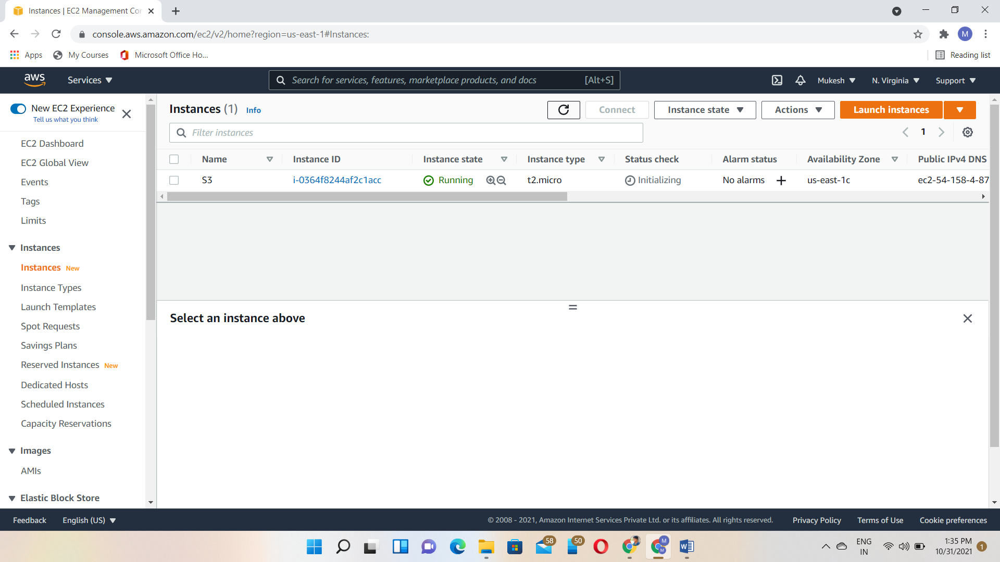 Instances | EC2 Management Con
console.aws.amazon.com/ec2/v2/home?region=us-east-1#Instances:
M
Apps
My Courses
Microsoft Office Ho...
Reading list
aws
Services
Search for services, features, marketplace products, and docs
[Alt+S]
Mukesh
N. Virginia
Support
New EC2 Experience
Tell us what you think
EC2 Dashboard
EC2 Global View
Events
Tags
Limits
Instances
Instances New
Instance Types
Launch Templates
Spot Requests
Savings Plans
Reserved Instances New
Dedicated Hosts
Scheduled Instances
Capacity Reservations
Images
AMIs
Elastic Block Store
Instances (1) Info
Connect
Instance state
Actions
Launch instances
Filter instances
1
Name Instance ID Instance state Instance type Status check Alarm status Availability Zone Public IPv4 DNS
S3 i-0364f8244af2c1acc Running t2.micro Initializing No alarms us-east-1c ec2-54-158-4-87
Select an instance above
Feedback
English (US)
© 2008 - 2021, Amazon Internet Services Private Ltd. or its affiliates. All rights reserved.
Privacy Policy
Terms of Use
Cookie preferences
58
50
M
M
ENG
IN
1:35 PM
10/31/2021
1